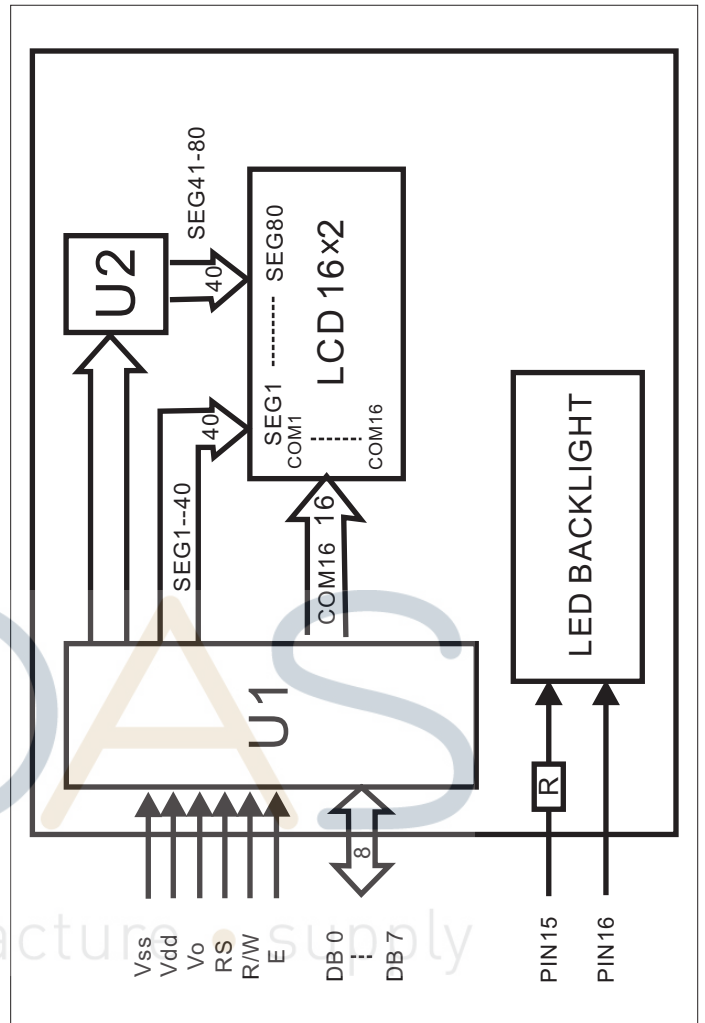 Vss
Vdd
Vo
RS
R/W
E
DB 0
DB 7
8
U1
U2
SEG1--40
40
SEG41-80
40
COM16
16
SEG1 ---------- SEG80
COM1
COM16
LCD 16×2
PIN15
PIN16
R
LED BACKLIGHT
supply